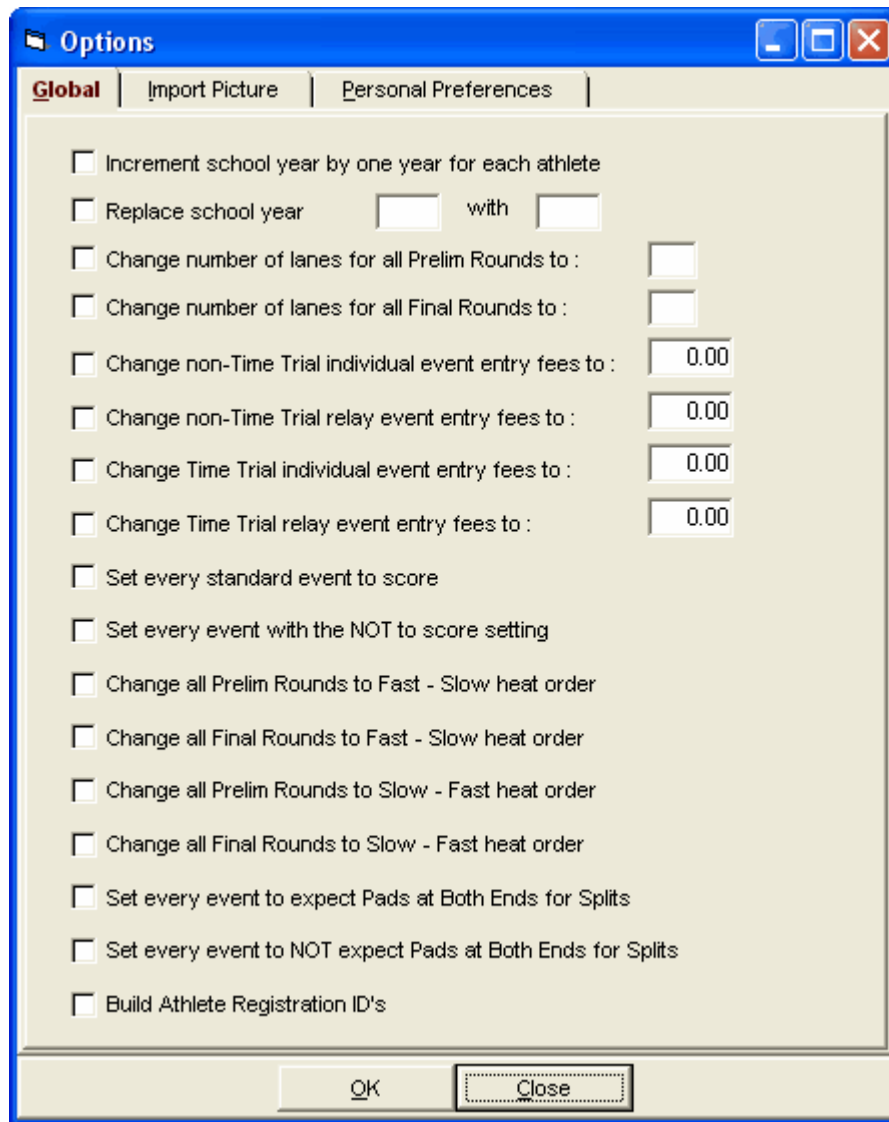 Options
Global Import Picture Personal Preferences
Increment school year by one year for each athlete
Replace school year with
Change number of lanes for all Prelim Rounds to :
Change number of lanes for all Final Rounds to :
Change non-Time Trial individual event entry fees to : 0.00
Change non-Time Trial relay event entry fees to : 0.00
Change Time Trial individual event entry fees to : 0.00
Change Time Trial relay event entry fees to : 0.00
Set every standard event to score
Set every event with the NOT to score setting
Change all Prelim Rounds to Fast - Slow heat order
Change all Final Rounds to Fast - Slow heat order
Change all Prelim Rounds to Slow - Fast heat order
Change all Final Rounds to Slow - Fast heat order
Set every event to expect Pads at Both Ends for Splits
Set every event to NOT expect Pads at Both Ends for Splits
Build Athlete Registration ID's
OK Close